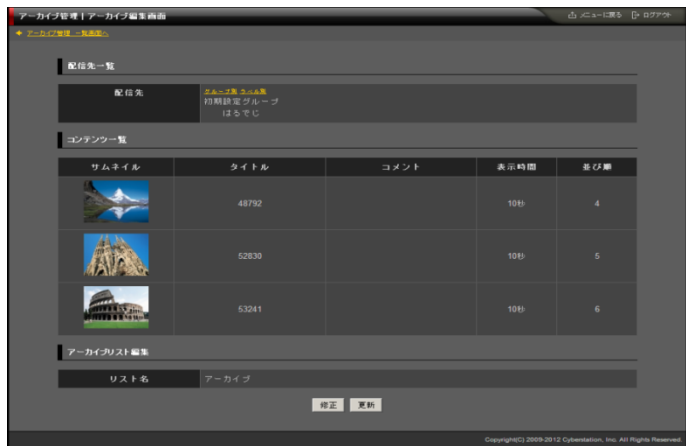 アーカイブ管理 | アーカイブ編集画面
メニューに戻る ログアウト
アーカイブ管理 一覧画面へ
配信先一覧
配信先
グループ別 ラベル別
初期設定グループ
はるでじ
コンテンツ一覧
サムネイル タイトル コメント 表示時間 並び順
48792 10秒 4
52830 10秒 5
53241 10秒 6
アーカイブリスト編集
リスト名 アーカイブ
修正 更新
Copyright(C) 2009-2012 Cyberstation, Inc. All Rights Reserved.